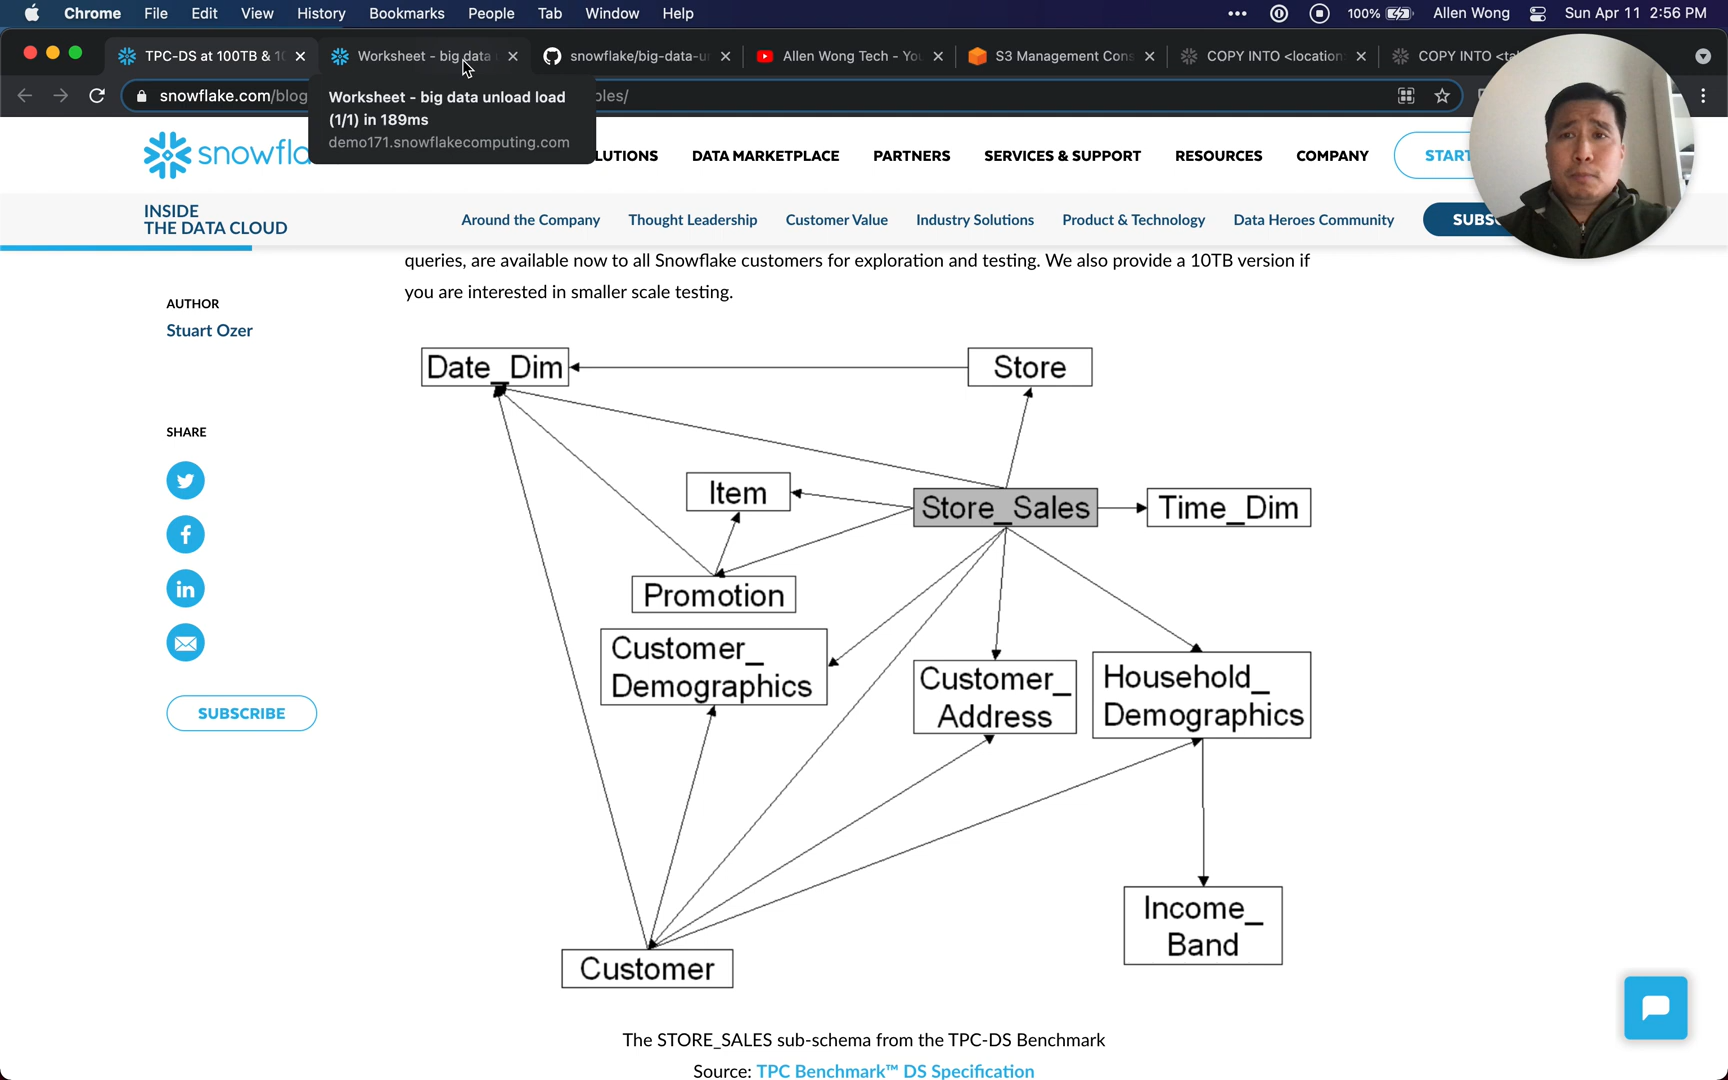 Chrome File Edit View History Bookmarks People Tab Window Help
100% Allen Wong Sun Apr 11 2:56 PM
TPC-DS at 100TB & 10
Worksheet - big data
snowflake/big-data-u
Allen Wong Tech - Yo
S3 Management Cons
COPY INTO <location
COPY INTO <ta
snowflake.com/blog
ples/
Worksheet - big data unload load
(1/1) in 189ms
demo171.snowflakecomputing.com
snowfla
LUTIONS
DATA MARKETPLACE
PARTNERS
SERVICES & SUPPORT
RESOURCES
COMPANY
START
INSIDE
THE DATA CLOUD
Around the Company
Thought Leadership
Customer Value
Industry Solutions
Product & Technology
Data Heroes Community
SUBS
queries, are available now to all Snowflake customers for exploration and testing. We also provide a 10TB version if
you are interested in smaller scale testing.
AUTHOR
Stuart Ozer
SHARE
SUBSCRIBE
Date_Dim
Store
Item
Store_Sales
Time_Dim
Promotion
Customer_
Demographics
Customer_
Address
Household_
Demographics
Income_
Band
Customer
The STORE_SALES sub-schema from the TPC-DS Benchmark
Source: TPC Benchmark™ DS Specification